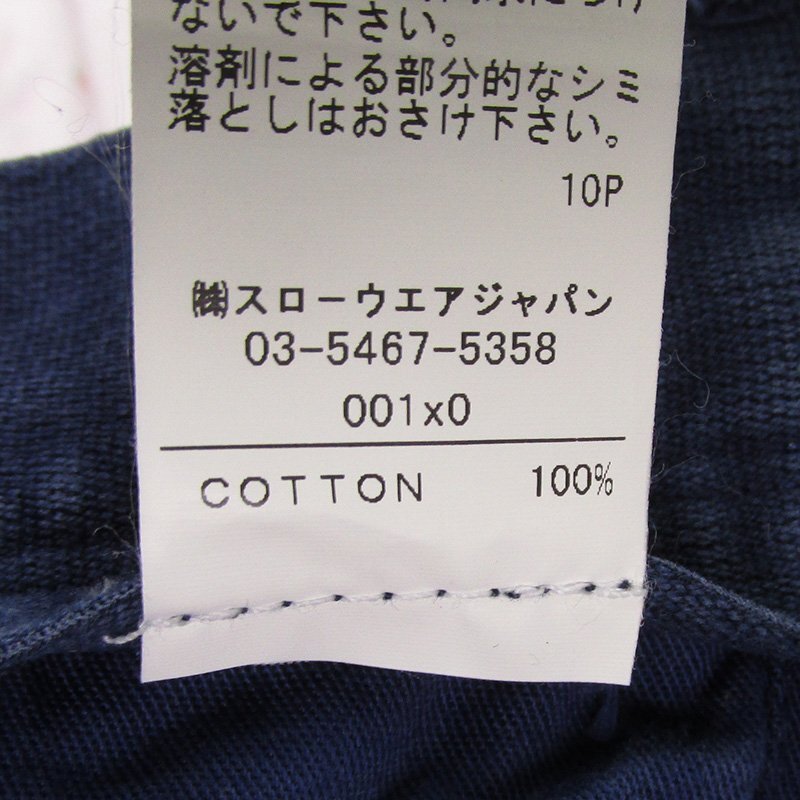 ないで下さい。
溶剤による部分的なシミ
落としはおさけ下さい。
10P
㈱スローウエアジャパン
03-5467-5358
001x0
COTTON 100%